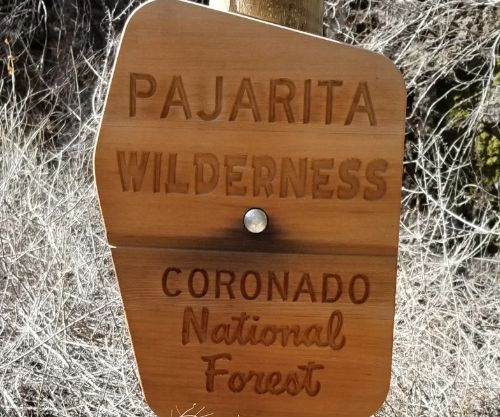 PAJARITA
WILDERNESS
CORONADO
National
Forest